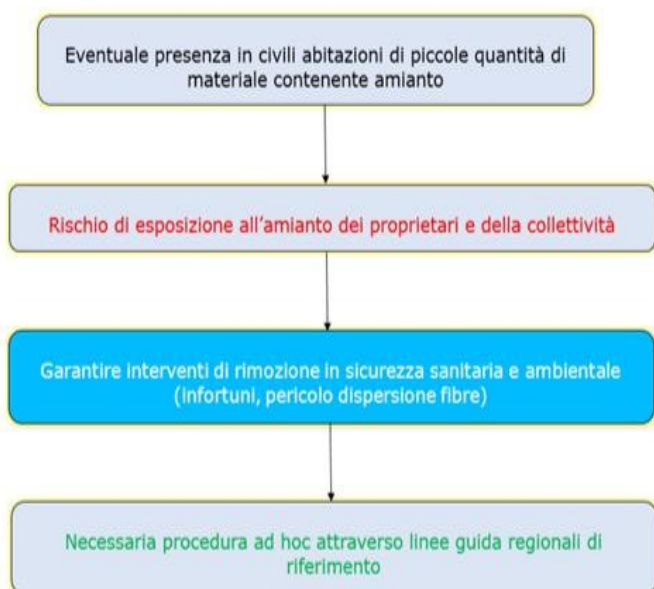 Eventuale presenza in civili abitazioni di piccole quantità di
materiale contenente amianto
Rischio di esposizione all'amianto dei proprietari e della collettività
Garantire interventi di rimozione in sicurezza sanitaria e ambientale
(infortuni, pericolo dispersione fibre)
Necessaria procedura ad hoc attraverso linee guida regionali di
riferimento